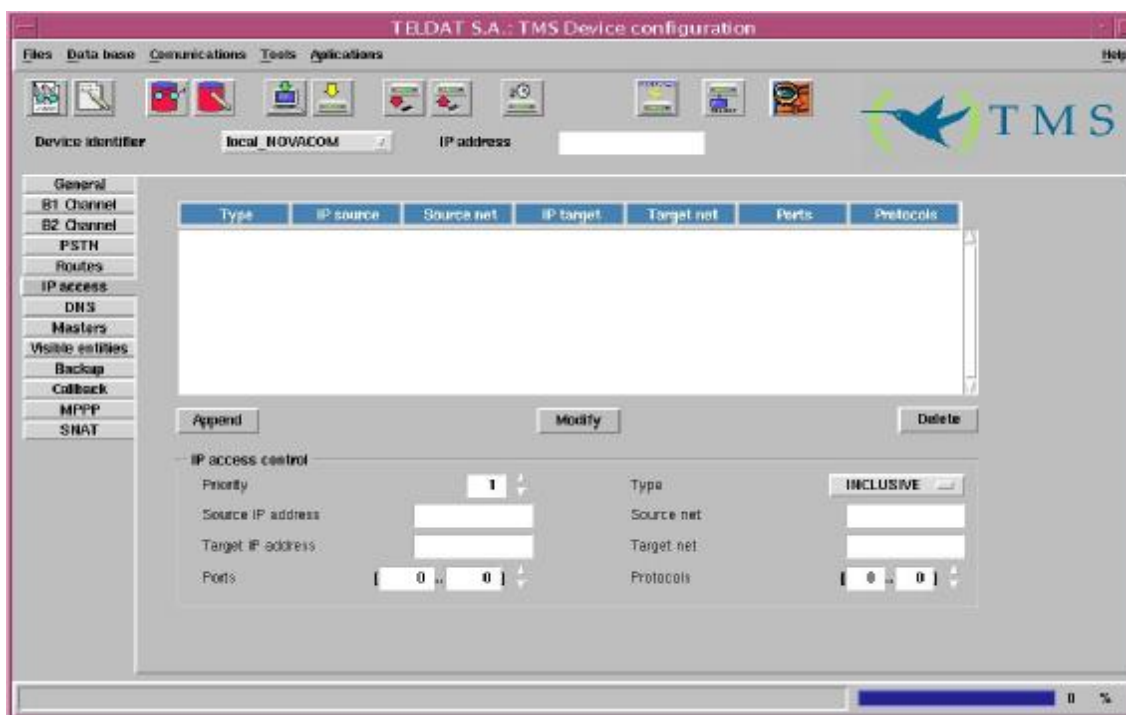 TELDAT S.A.: TMS Device configuration
Files Data base Comunications Tools Aplications Help
TMS
Device identifier local_NOVACOM IP address
General
B1 Channel
B2 Channel
PSTN
Routes
IP access
DNS
Masters
Visible entities
Backup
Callback
MPPP
SNAT
Type IP source Source net IP target Target net Ports Protocols
Append Modify Delete
IP access control
Priority 1 Type INCLUSIVE
Source IP address Source net
Target IP address Target net
Ports [ 0 .. 0 ] Protocols [ 0 .. 0 ]
0 %